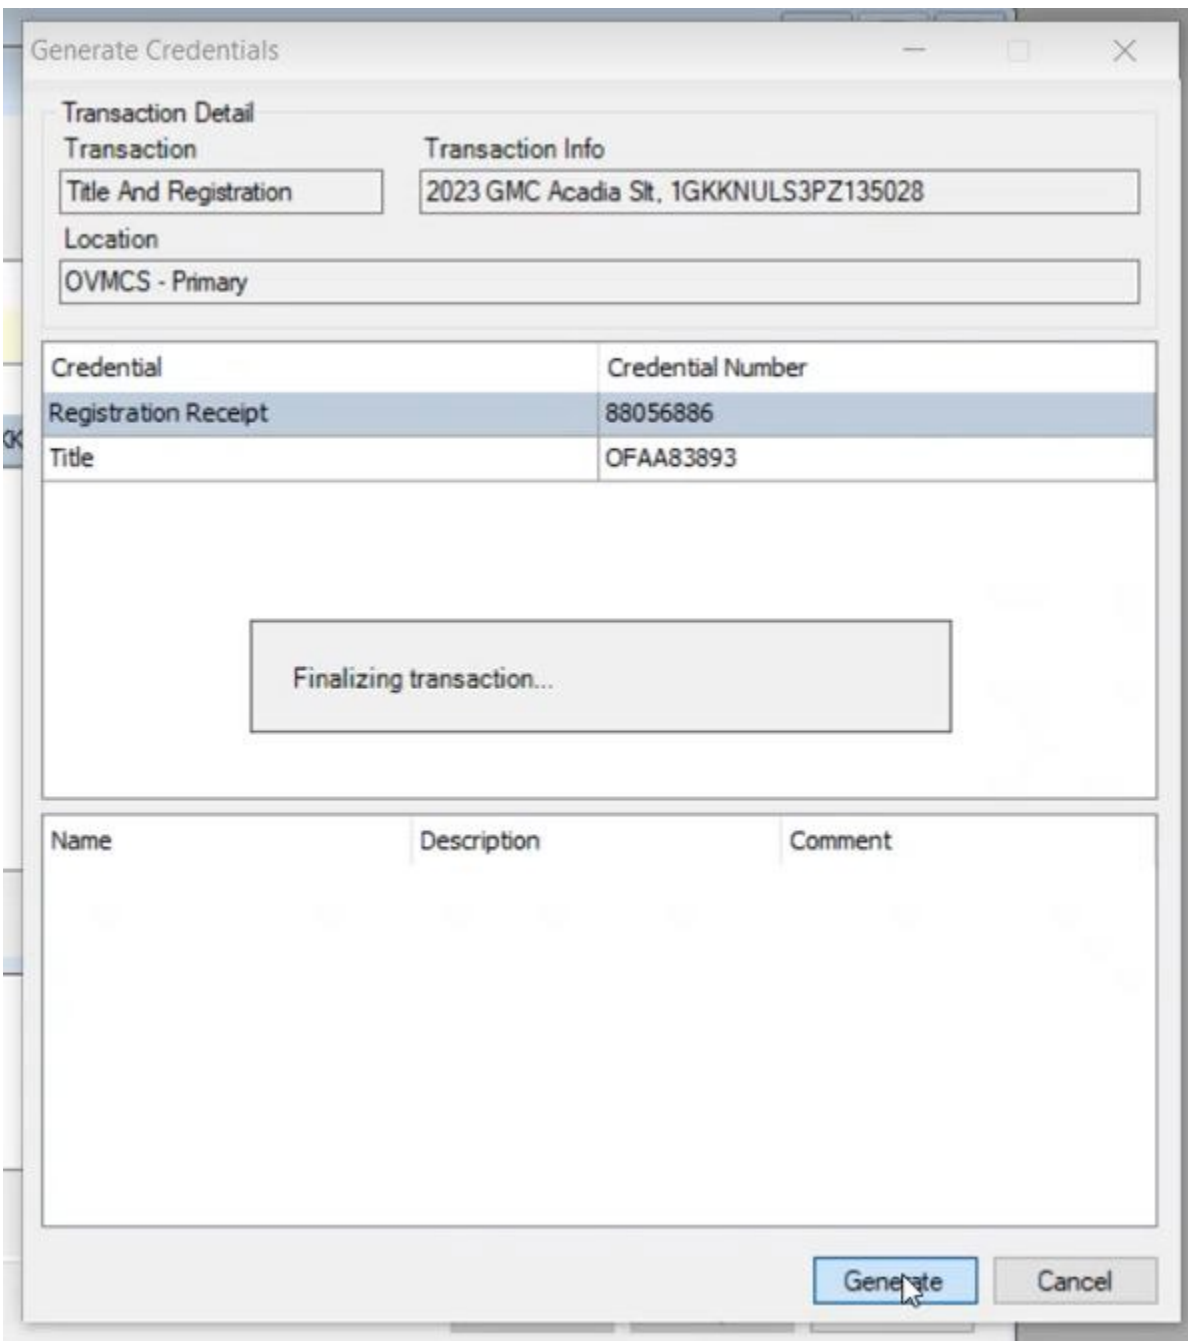 Generate Credentials
Transaction Detail
Transaction Transaction Info
Title And Registration 2023 GMC Acadia Slt, 1GKKNULS3PZ135028
Location
OVMCS - Primary
Credential Credential Number
Registration Receipt 88056886
Title OFAA83893
Finalizing transaction...
Name Description Comment
Generate Cancel